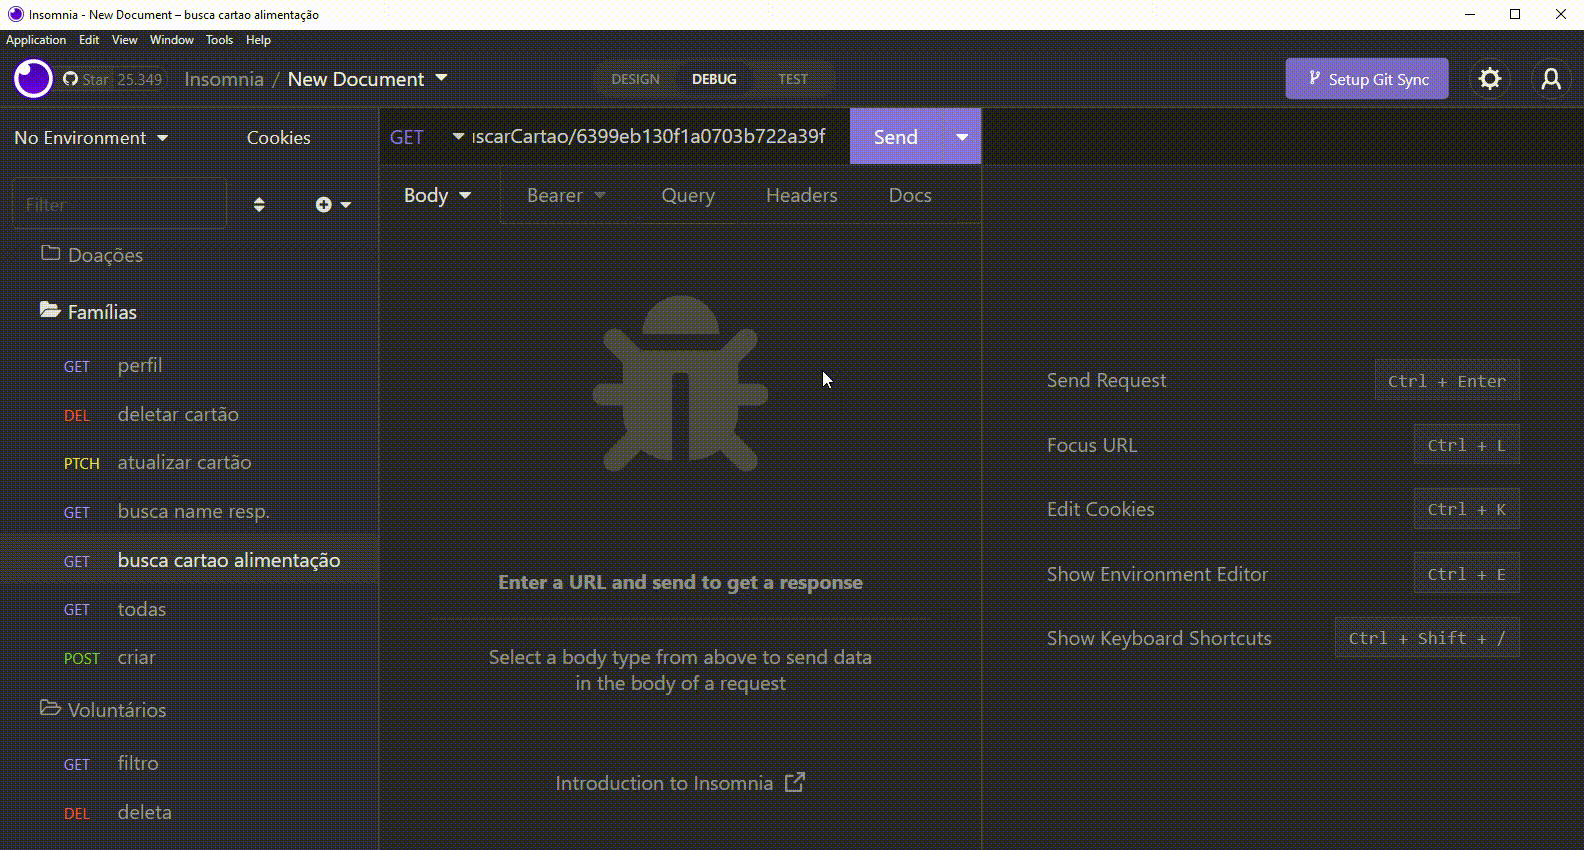 Insomnia - New Document – busca cartao alimentação
Application Edit View Window Tools Help
Star 25.349
Insomnia / New Document
DESIGN DEBUG TEST
Setup Git Sync
No Environment Cookies
Filter
Doações
Famílias
GET perfil
DEL deletar cartão
PTCH atualizar cartão
GET busca name resp.
GET busca cartao alimentação
GET todas
POST criar
Voluntários
GET filtro
DEL deleta
GET scarCartao/6399eb130f1a0703b722a39f Send
Body Bearer Query Headers Docs
Enter a URL and send to get a response
Select a body type from above to send data
in the body of a request
Introduction to Insomnia
Send Request Ctrl + Enter
Focus URL Ctrl + L
Edit Cookies Ctrl + K
Show Environment Editor Ctrl + E
Show Keyboard Shortcuts Ctrl + Shift + /